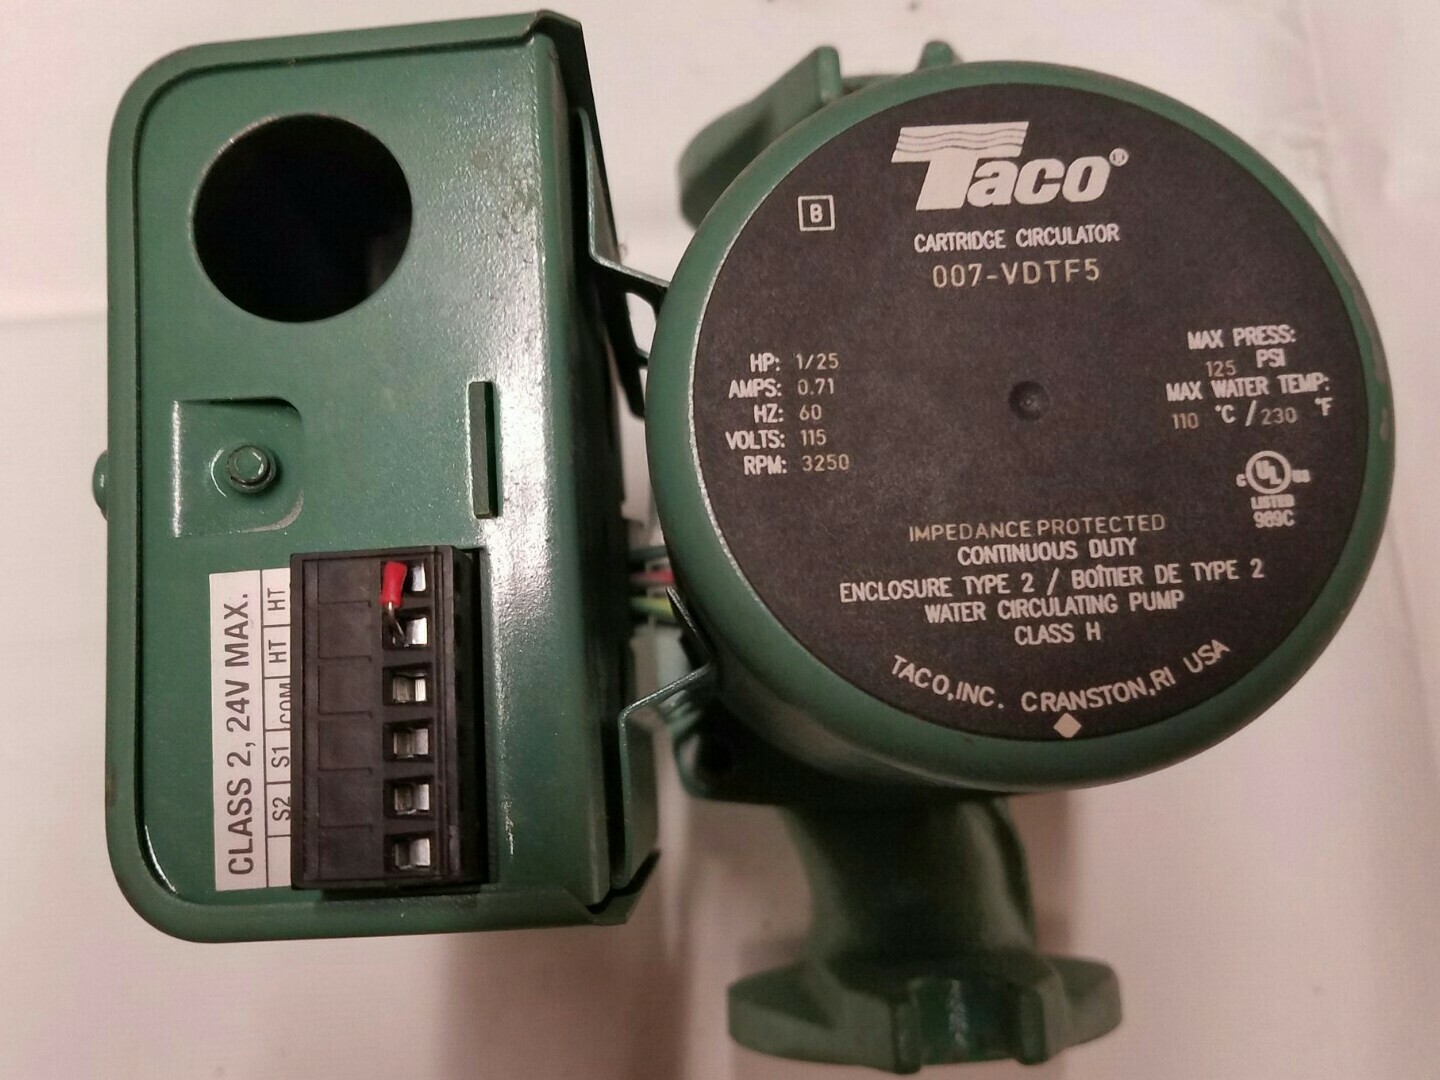 CLASS 2, 24V MAX.
S2 S1 COM HT HT
Taco®
B
CARTRIDGE CIRCULATOR
007-VDTF5
HP: 1/25
AMPS: 0.71
HZ: 60
VOLTS: 115
RPM: 3250
MAX PRESS:
125 PSI
MAX WATER TEMP:
110 °C / 230 °F
C UL US
LISTED
989C
IMPEDANCE PROTECTED
CONTINUOUS DUTY
ENCLOSURE TYPE 2 / BOÎTIER DE TYPE 2
WATER CIRCULATING PUMP
CLASS H
TACO, INC. CRANSTON, RI USA